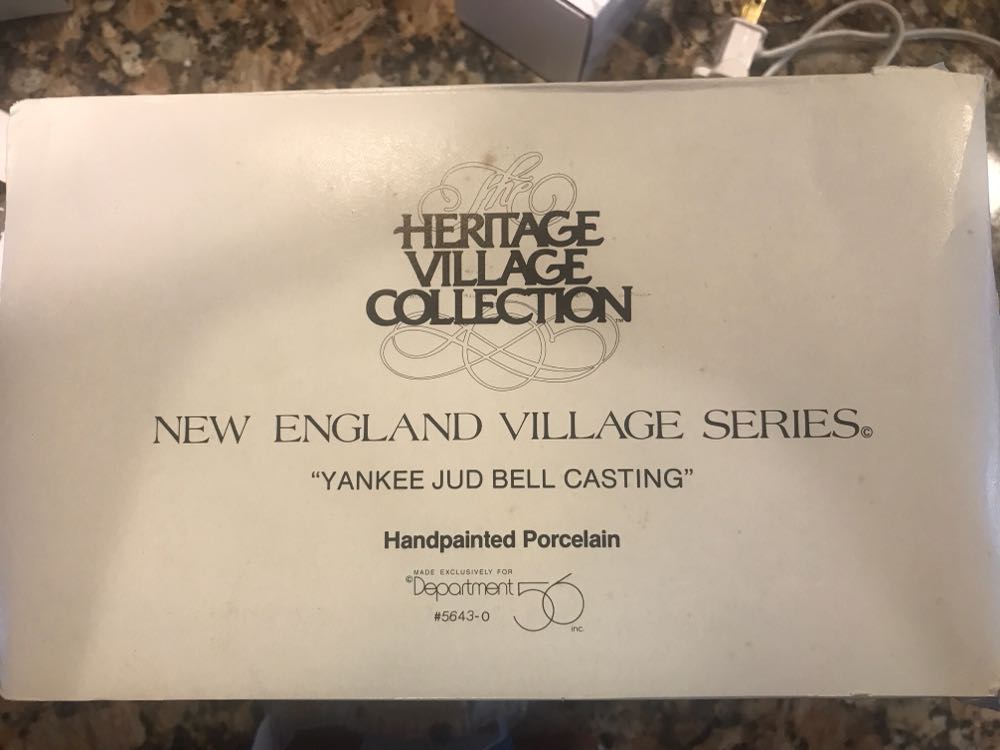 The
HERITAGE
VILLAGE
COLLECTION™
NEW ENGLAND VILLAGE SERIES©
“YANKEE JUD BELL CASTING”
Handpainted Porcelain
MADE EXCLUSIVELY FOR
©Department 56 inc.
#5643-0